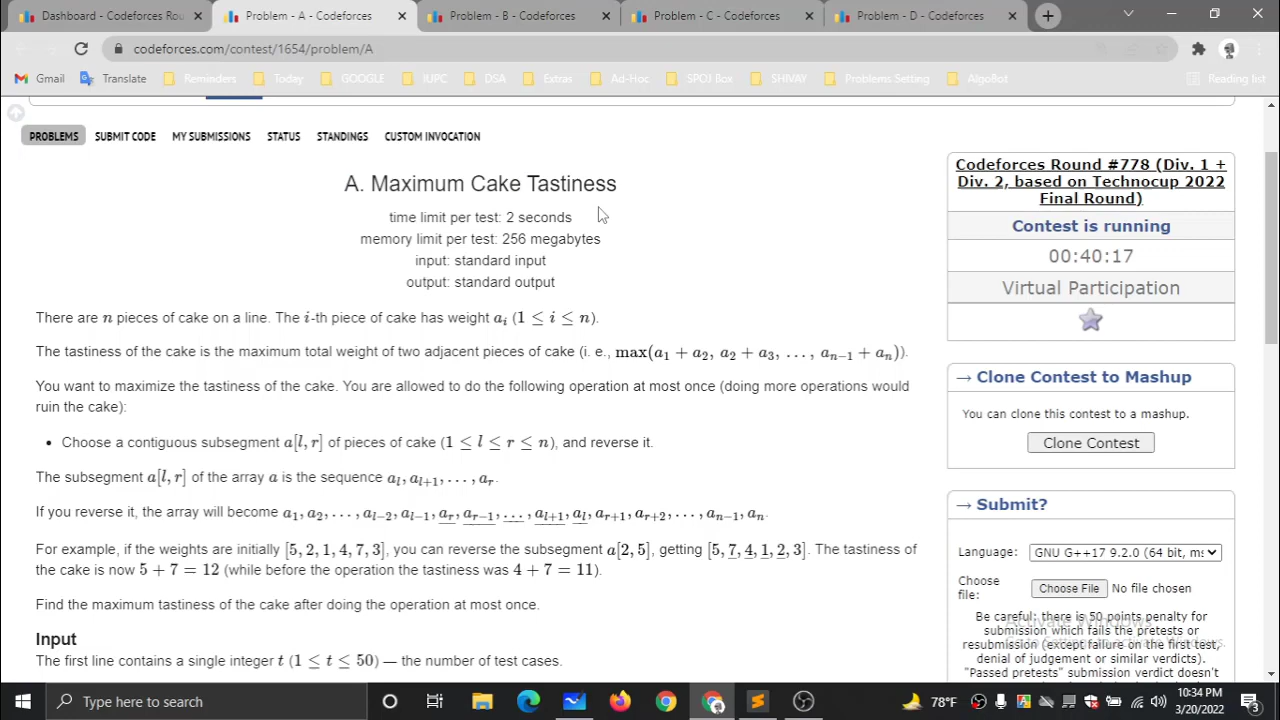 Dashboard - Codeforces Rou
Problem - A - Codeforces
Problem - B - Codeforces
Problem - C - Codeforces
Problem - D - Codeforces
codeforces.com/contest/1654/problem/A
Gmail Translate Reminders Today GOOGLE IUPC DSA Extras Ad-Hoc SPOJ Box SHIVAY Problems Setting AlgoBot Reading list
PROBLEMS SUBMIT CODE MY SUBMISSIONS STATUS STANDINGS CUSTOM INVOCATION
A. Maximum Cake Tastiness
time limit per test: 2 seconds
memory limit per test: 256 megabytes
input: standard input
output: standard output
There are n pieces of cake on a line. The i-th piece of cake has weight a_i (1 ≤ i ≤ n).
The tastiness of the cake is the maximum total weight of two adjacent pieces of cake (i. e., max(a_1 + a_2, a_2 + a_3, ..., a_{n−1} + a_n)).
You want to maximize the tastiness of the cake. You are allowed to do the following operation at most once (doing more operations would
ruin the cake):
• Choose a contiguous subsegment a[l, r] of pieces of cake (1 ≤ l ≤ r ≤ n), and reverse it.
The subsegment a[l, r] of the array a is the sequence a_l, a_{l+1}, ..., a_r.
If you reverse it, the array will become a_1, a_2, ..., a_{l−2}, a_{l−1}, a_r, a_{r−1}, ..., a_{l+1}, a_l, a_{r+1}, a_{r+2}, ..., a_{n−1}, a_n.
For example, if the weights are initially [5, 2, 1, 4, 7, 3], you can reverse the subsegment a[2, 5], getting [5, 7, 4, 1, 2, 3]. The tastiness of
the cake is now 5 + 7 = 12 (while before the operation the tastiness was 4 + 7 = 11).
Find the maximum tastiness of the cake after doing the operation at most once.
Input
The first line contains a single integer t (1 ≤ t ≤ 50) — the number of test cases.
Codeforces Round #778 (Div. 1 +
Div. 2, based on Technocup 2022
Final Round)
Contest is running
00:40:17
Virtual Participation
→ Clone Contest to Mashup
You can clone this contest to a mashup.
Clone Contest
→ Submit?
Language: GNU G++17 9.2.0 (64 bit, ms
Choose
file:
Choose File No file chosen
Be careful: there is 50 points penalty for
submission which fails the pretests or
resubmission (except failure on the first test,
denial of judgement or similar verdicts).
"Passed pretests" submission verdict doesn't
Activate Windows
Type here to search
78°F
10:34 PM
3/20/2022
3